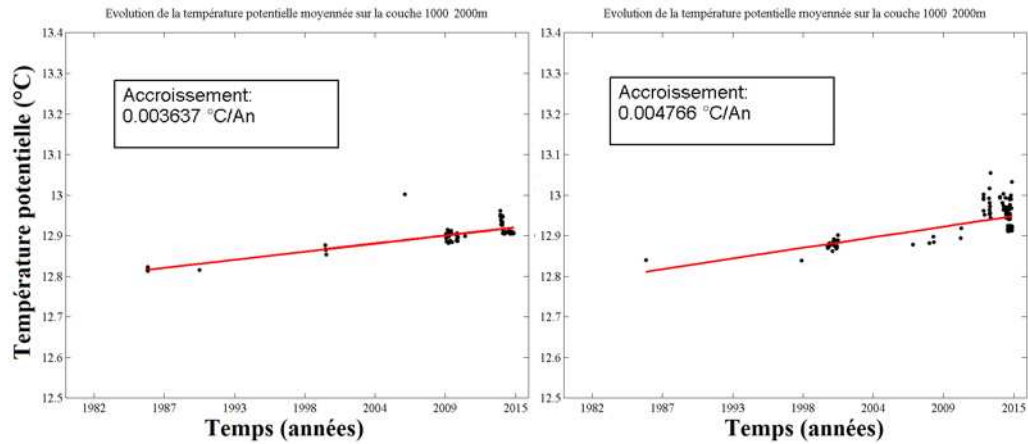 Evolution de la température potentielle moyennée sur la couche 1000 2000m
Température potentielle (°C)
13.4
13.3
13.2
13.1
13
12.9
12.8
12.7
12.6
12.5
Accroissement:
0.003637 °C/An
1982 1987 1993 1998 2004 2009 2015
Temps (années)
Evolution de la température potentielle moyennée sur la couche 1000 2000m
13.4
13.3
13.2
13.1
13
12.9
12.8
12.7
12.6
12.5
Accroissement:
0.004766 °C/An
1982 1987 1993 1998 2004 2009 2015
Temps (années)